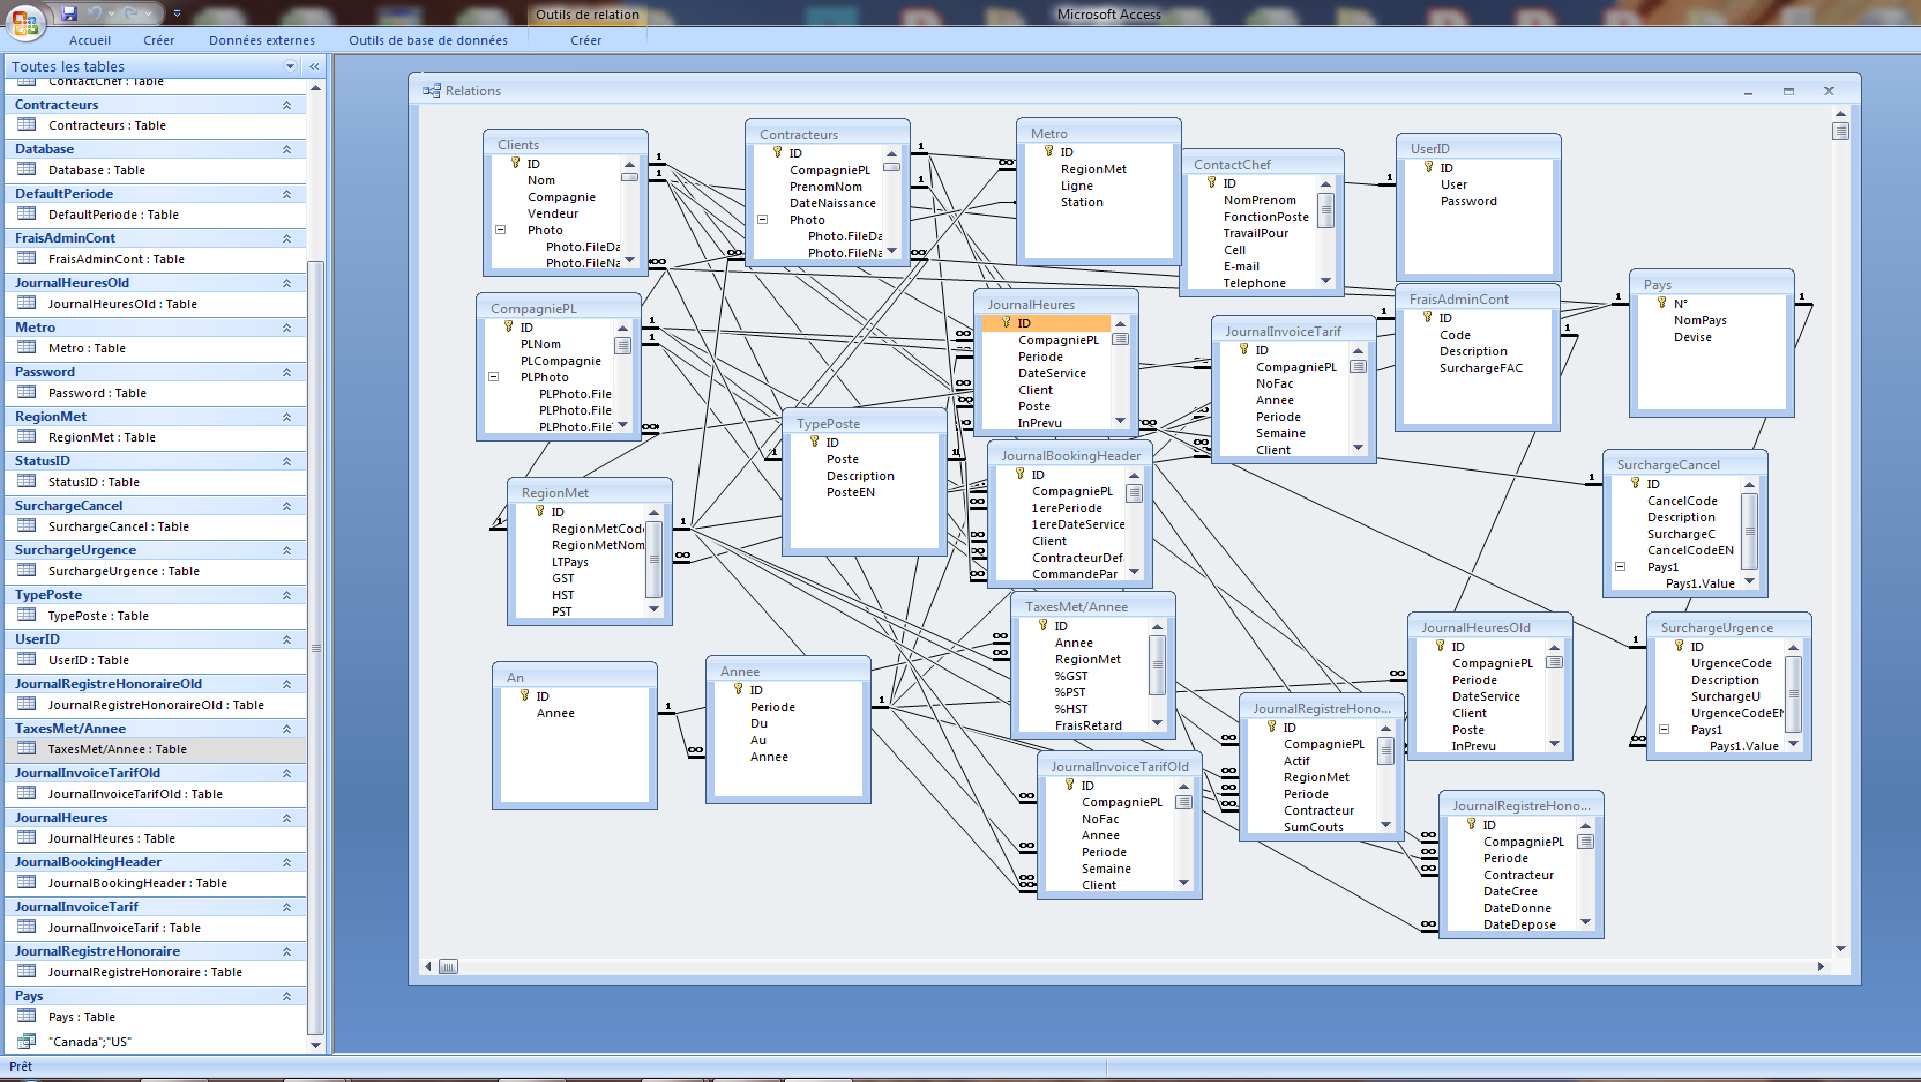 Outils de relation
Microsoft Access
Accueil
Créer
Données externes
Outils de base de données
Créer
Toutes les tables
ContactChef : Table
Contracteurs
Contracteurs : Table
Database
Database : Table
DefaultPeriode
DefaultPeriode : Table
FraisAdminCont
FraisAdminCont : Table
JournalHeuresOld
JournalHeuresOld : Table
Metro
Metro : Table
Password
Password : Table
RegionMet
RegionMet : Table
StatusID
StatusID : Table
SurchargeCancel
SurchargeCancel : Table
SurchargeUrgence
SurchargeUrgence : Table
TypePoste
TypePoste : Table
UserID
UserID : Table
JournalRegistreHonoraireOld
JournalRegistreHonoraireOld : Table
TaxesMet/Annee
TaxesMet/Annee : Table
JournalInvoiceTarifOld
JournalInvoiceTarifOld : Table
JournalHeures
JournalHeures : Table
JournalBookingHeader
JournalBookingHeader : Table
JournalInvoiceTarif
JournalInvoiceTarif : Table
JournalRegistreHonoraire
JournalRegistreHonoraire : Table
Pays
Pays : Table
"Canada";"US"
Prêt
Relations
Clients
ID
Nom
Compagnie
Vendeur
Photo
Photo.FileDa
Photo.FileNa
Contracteurs
ID
CompagniePL
PrenomNom
DateNaissance
Photo
Photo.FileDa
Photo.FileNa
Metro
ID
RegionMet
Ligne
Station
ContactChef
ID
NomPrenom
FonctionPoste
TravailPour
Cell
E-mail
Telephone
UserID
ID
User
Password
CompagniePL
ID
PLNom
PLCompagnie
PLPhoto
PLPhoto.File
PLPhoto.File
PLPhoto.File
JournalHeures
ID
CompagniePL
Periode
DateService
Client
Poste
InPrevu
JournalInvoiceTarif
ID
CompagniePL
NoFac
Annee
Periode
Semaine
Client
FraisAdminCont
ID
Code
Description
SurchargeFAC
Pays
N°
NomPays
Devise
TypePoste
ID
Poste
Description
PosteEN
JournalBookingHeader
ID
CompagniePL
1erePeriode
1ereDateService
Client
ContracteurDef
CommandePar
SurchargeCancel
ID
CancelCode
Description
SurchargeC
CancelCodeEN
Pays1
Pays1.Value
RegionMet
ID
RegionMetCode
RegionMetNom
LTPays
GST
HST
PST
TaxesMet/Annee
ID
Annee
RegionMet
%GST
%PST
%HST
FraisRetard
JournalHeuresOld
ID
CompagniePL
Periode
DateService
Client
Poste
InPrevu
SurchargeUrgence
ID
UrgenceCode
Description
SurchargeU
UrgenceCodeEN
Pays1
Pays1.Value
An
ID
Annee
Annee
ID
Periode
Du
Au
Annee
JournalRegistreHono...
ID
CompagniePL
Actif
RegionMet
Periode
Contracteur
SumCouts
JournalInvoiceTarifOld
ID
CompagniePL
NoFac
Annee
Periode
Semaine
Client
JournalRegistreHono...
ID
CompagniePL
Periode
Contracteur
DateCree
DateDonne
DateDepose